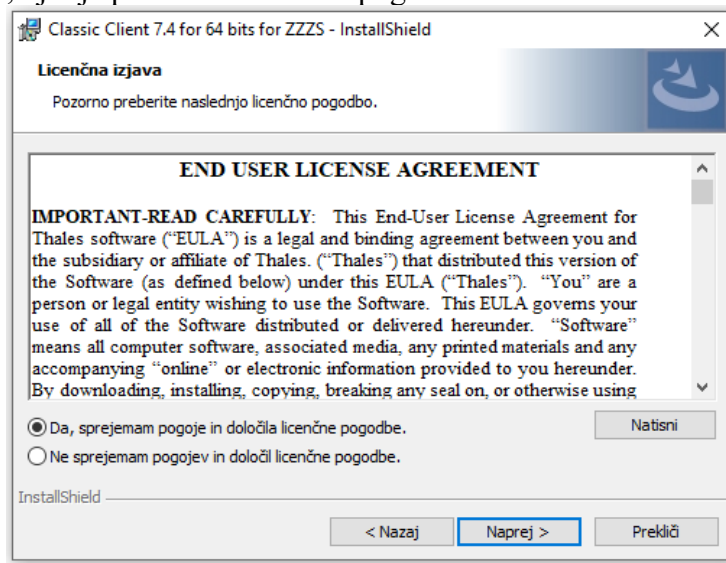 Classic Client 7.4 for 64 bits for ZZZS - InstallShield
Licenčna izjava
Pozorno preberite naslednjo licenčno pogodbo.
END USER LICENSE AGREEMENT
IMPORTANT-READ CAREFULLY: This End-User License Agreement for
Thales software (“EULA”) is a legal and binding agreement between you and
the subsidiary or affiliate of Thales. (“Thales”) that distributed this version of
the Software (as defined below) under this EULA (“Thales”). “You” are a
person or legal entity wishing to use the Software. This EULA governs your
use of all of the Software distributed or delivered hereunder. “Software”
means all computer software, associated media, any printed materials and any
accompanying “online” or electronic information provided to you hereunder.
By downloading, installing, copying, breaking any seal on, or otherwise using
Da, sprejemam pogoje in določila licenčne pogodbe.
Natisni
Ne sprejemam pogojev in določil licenčne pogodbe.
InstallShield
< Nazaj
Naprej >
Prekliči